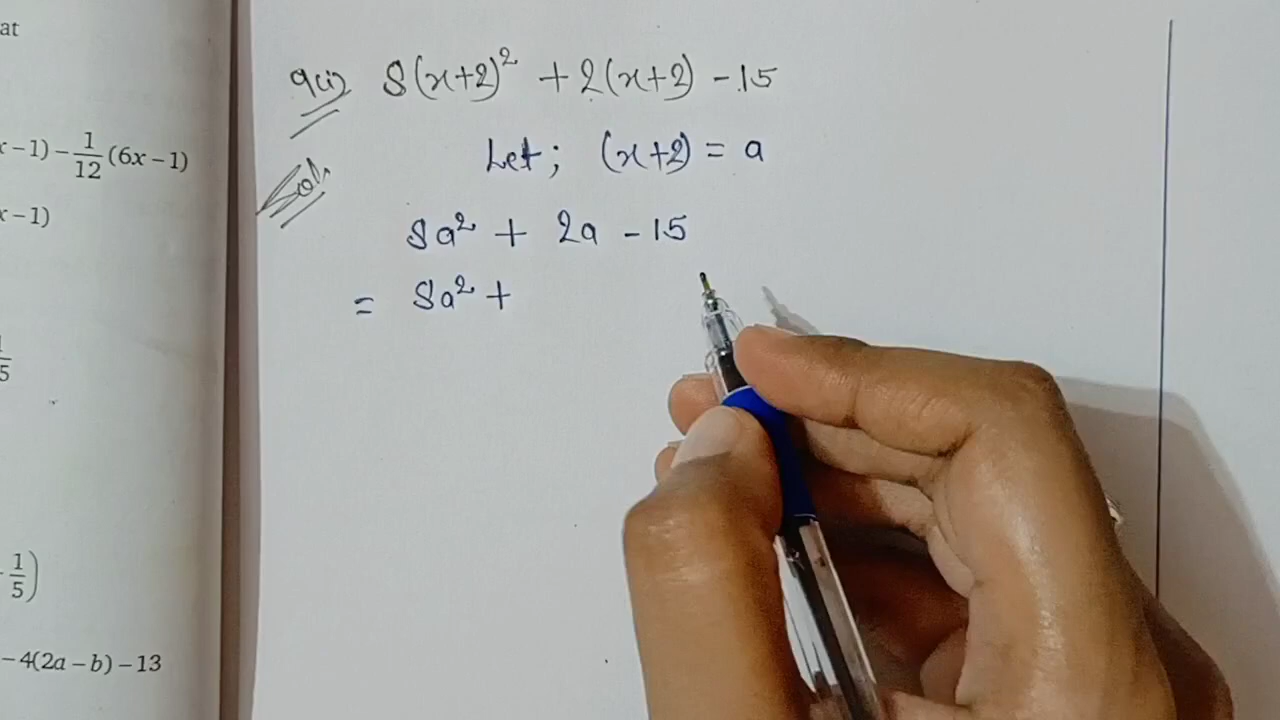 at
x-1) - 1/12 (6x-1)
x-1)
1/5
- 1/5)
-4(2a-b)-13
9(i) 8(x+2)² + 2(x+2) - 15
Let; (x+2) = a
Sol.
8a² + 2a - 15
= 8a² +